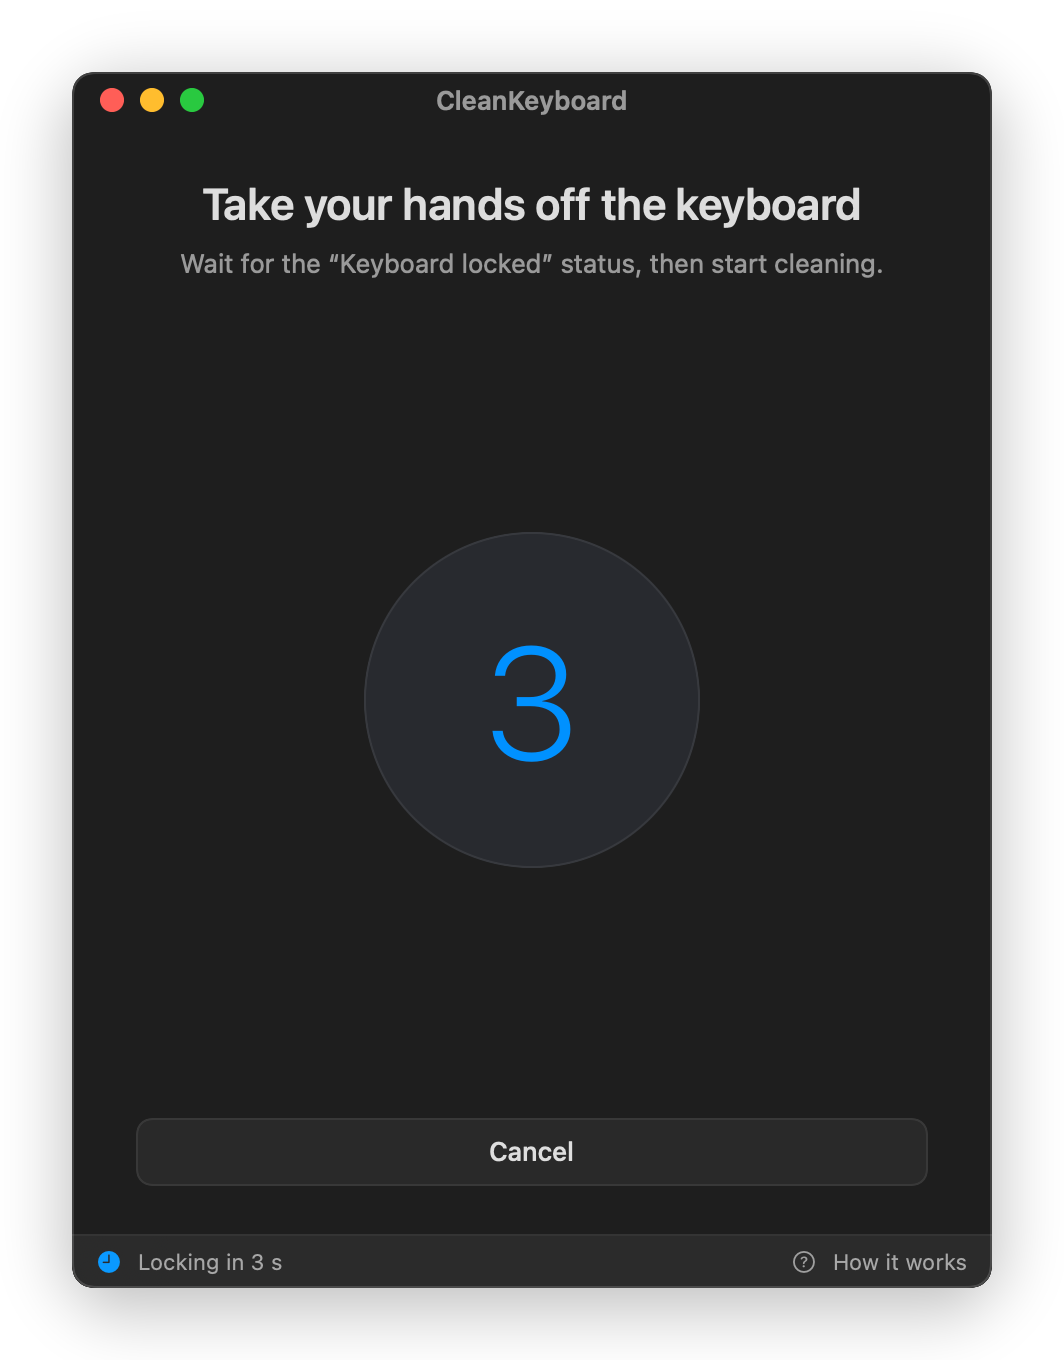 CleanKeyboard
Take your hands off the keyboard
Wait for the “Keyboard locked” status, then start cleaning.
3
Cancel
Locking in 3 s
? How it works